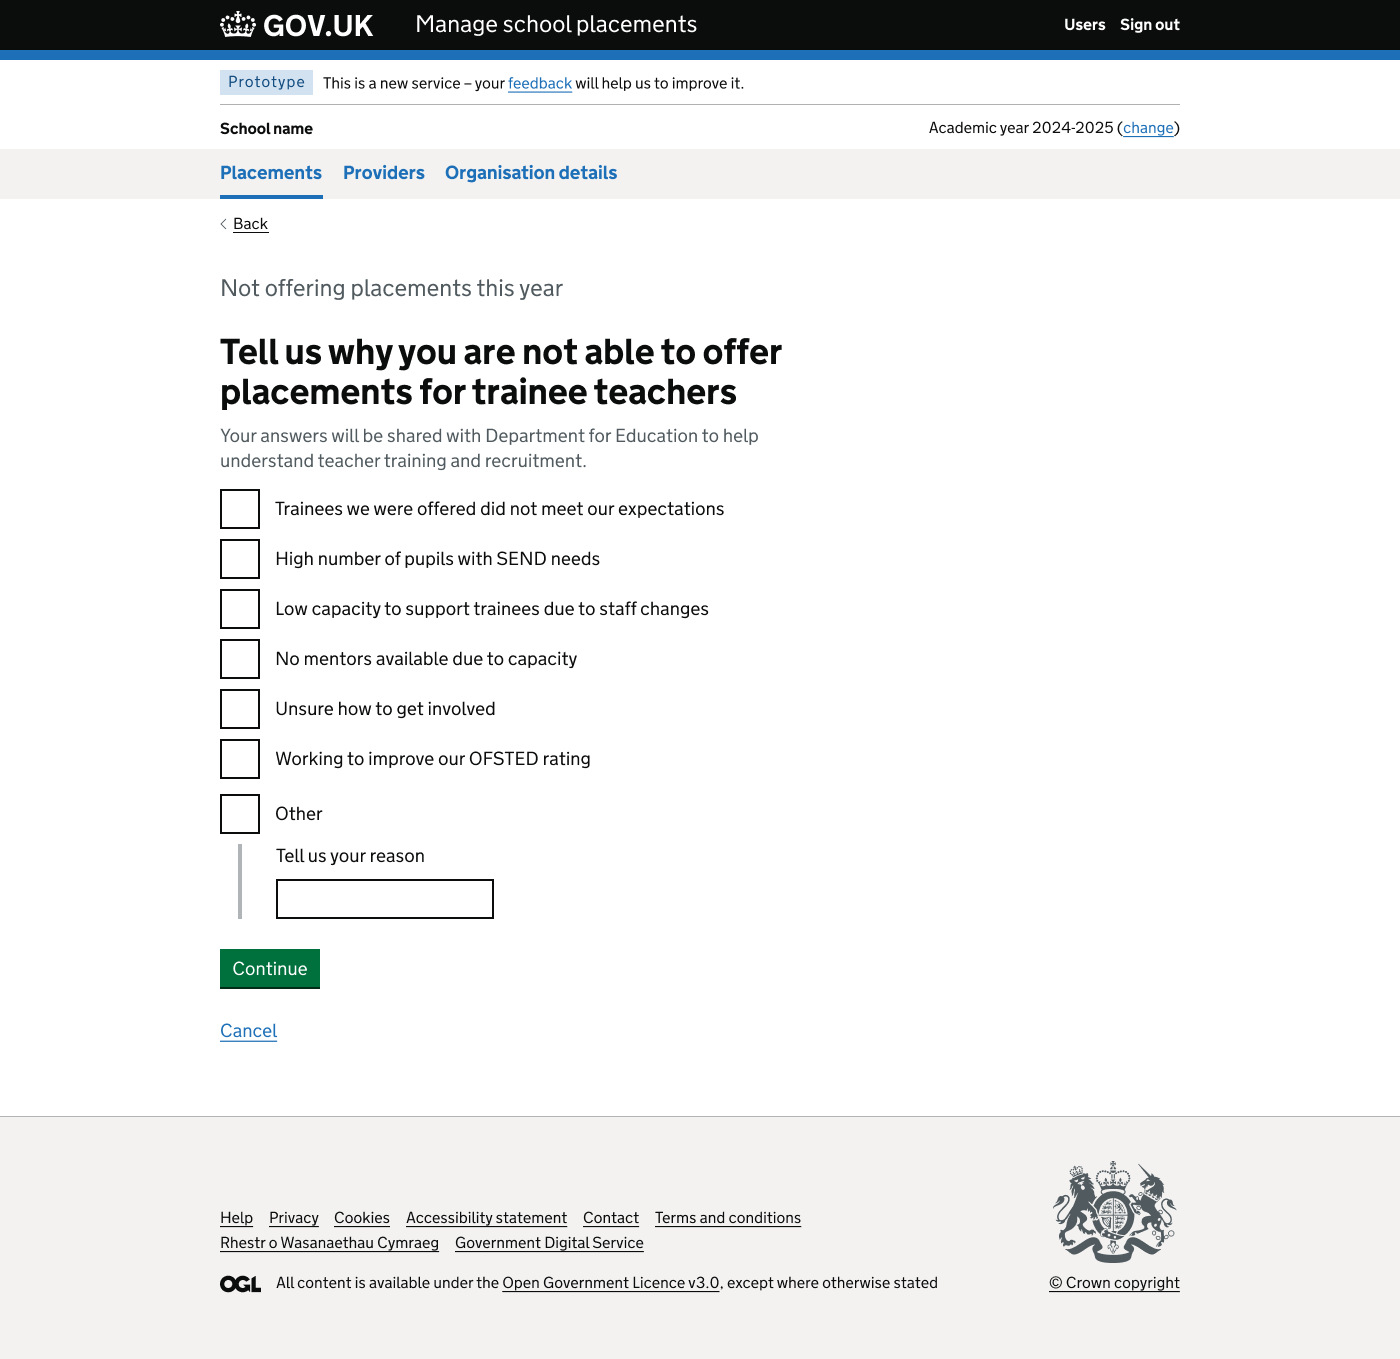 GOV.UK Manage school placements Users Sign out
Prototype This is a new service – your feedback will help us to improve it.
School name Academic year 2024-2025 (change)
Placements Providers Organisation details
Back
Not offering placements this year
Tell us why you are not able to offer
placements for trainee teachers
Your answers will be shared with Department for Education to help
understand teacher training and recruitment.
Trainees we were offered did not meet our expectations
High number of pupils with SEND needs
Low capacity to support trainees due to staff changes
No mentors available due to capacity
Unsure how to get involved
Working to improve our OFSTED rating
Other
Tell us your reason
Continue
Cancel
Help Privacy Cookies Accessibility statement Contact Terms and conditions
Rhestr o Wasanaethau Cymraeg Government Digital Service
OGL All content is available under the Open Government Licence v3.0, except where otherwise stated © Crown copyright